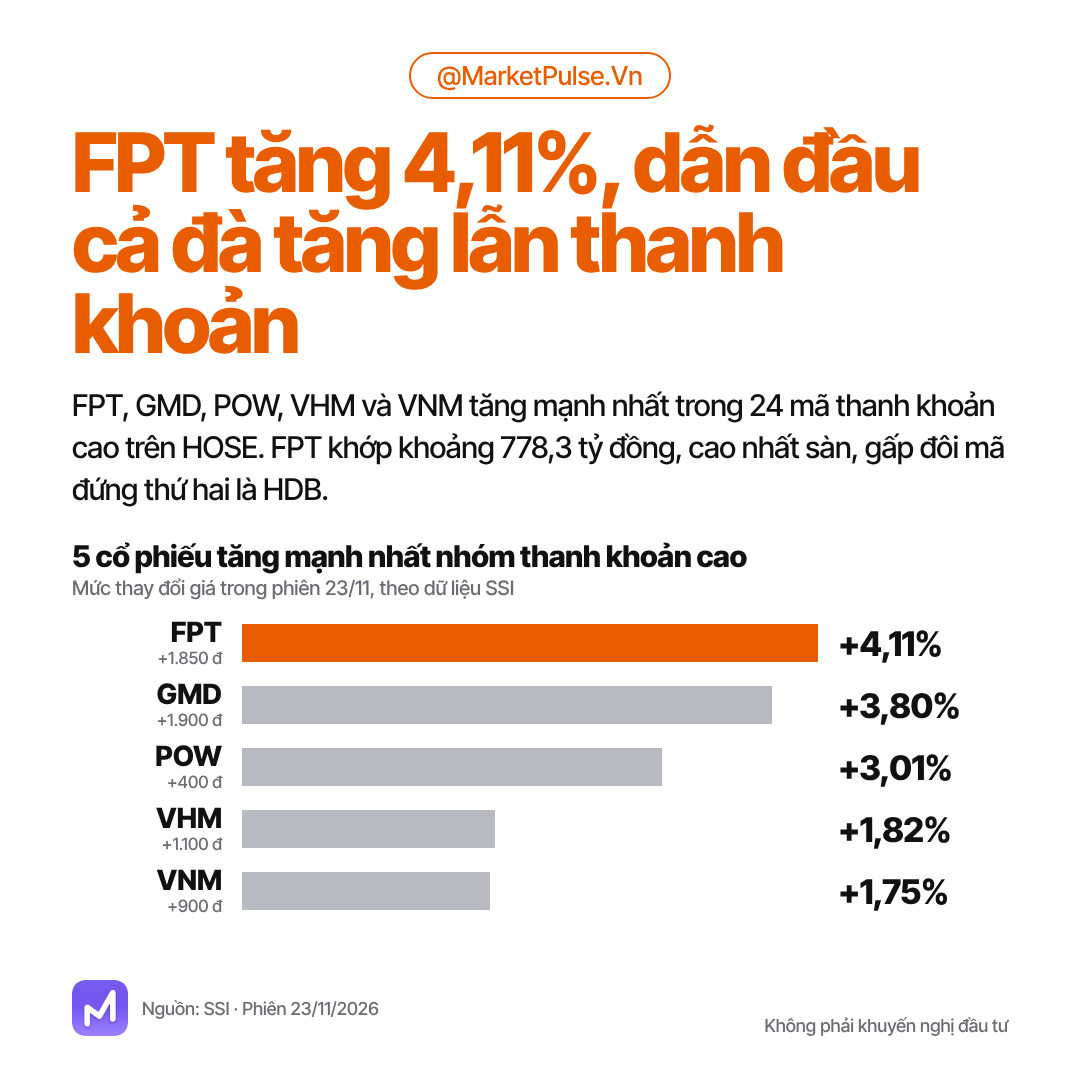 @MarketPulse.Vn
FPT tăng 4,11%, dẫn đầu
cả đà tăng lẫn thanh
khoản
FPT, GMD, POW, VHM và VNM tăng mạnh nhất trong 24 mã thanh khoản
cao trên HOSE. FPT khớp khoảng 778,3 tỷ đồng, cao nhất sàn, gấp đôi mã
đứng thứ hai là HDB.
5 cổ phiếu tăng mạnh nhất nhóm thanh khoản cao
Mức thay đổi giá trong phiên 23/11, theo dữ liệu SSI
FPT
+1.850 đ
+4,11%
GMD
+1.900 đ
+3,80%
POW
+400 đ
+3,01%
VHM
+1.100 đ
+1,82%
VNM
+900 đ
+1,75%
Nguồn: SSI · Phiên 23/11/2026
Không phải khuyến nghị đầu tư